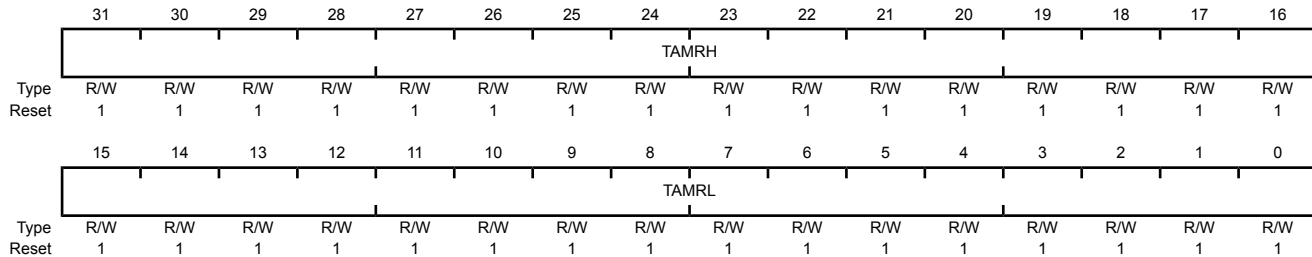 31 30 29 28 27 26 25 24 23 22 21 20 19 18 17 16
TAMRH
Type R/W R/W R/W R/W R/W R/W R/W R/W R/W R/W R/W R/W R/W R/W R/W R/W
Reset 1 1 1 1 1 1 1 1 1 1 1 1 1 1 1 1
15 14 13 12 11 10 9 8 7 6 5 4 3 2 1 0
TAMRL
Type R/W R/W R/W R/W R/W R/W R/W R/W R/W R/W R/W R/W R/W R/W R/W R/W
Reset 1 1 1 1 1 1 1 1 1 1 1 1 1 1 1 1